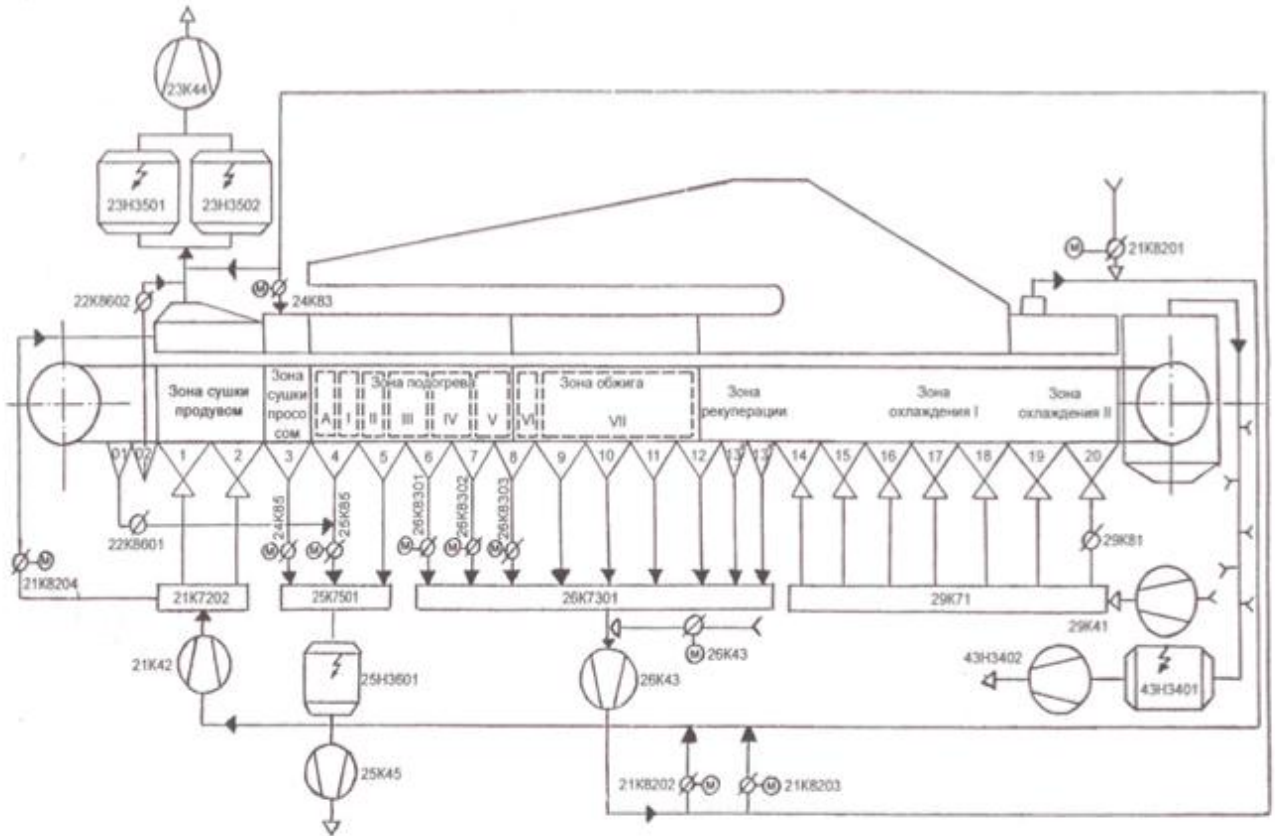 23К44
23Н3501
23Н3502
М
21К8201
22К8602
М
24К83
Зона сушки
продувом
Зона
сушки
просо
сом
Зона подогрева
А
I
II
III
IV
V
Зона обжига
VI
VII
Зона
рекуперации
Зона
охлаждения I
Зона
охлаждения II
01
02
1
2
3
4
5
6
7
8
9
10
11
12
13
13
14
15
16
17
18
19
20
24К85
25К85
26К8301
26К8302
26К8303
22К8601
М
М
М
М
М
29К81
М
21К8204
21К7202
25К7501
26К7301
29К71
29К41
21К42
25Н3601
26К43
М
26К43
43Н3402
43Н3401
25К45
21К8202
М
М
21К8203